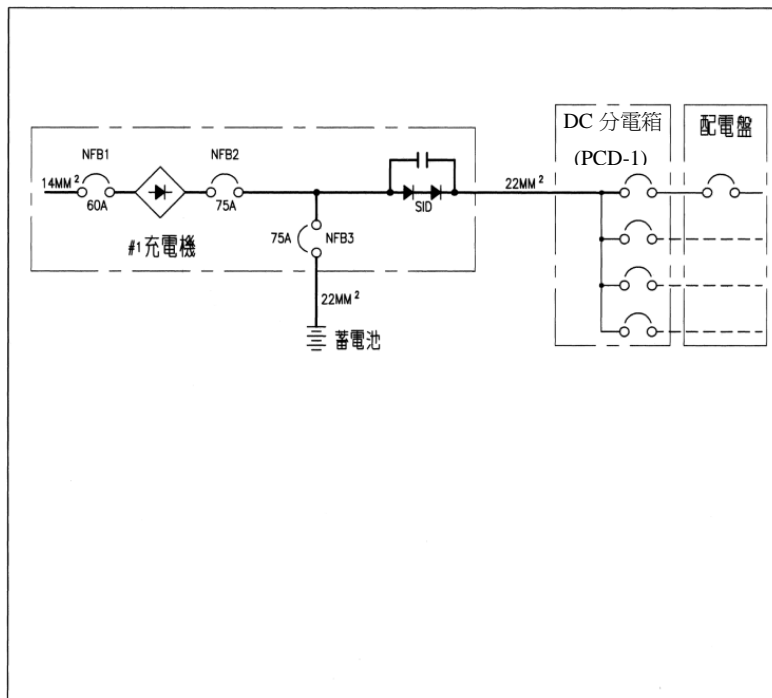 DC 分電箱
(PCD-1)
配電盤
NFB1
NFB2
14MM²
60A
75A
SID
22MM²
#1充電機
75A
NFB3
22MM²
蓄電池